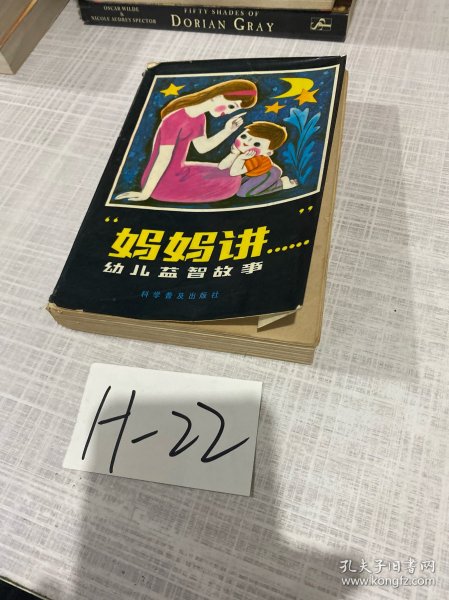 OSCAR WILDE
&
NICOLE AUDREY SPECTOR
FIFTY SHADES OF
DORIAN GRAY
“妈妈讲……”
幼儿益智故事
科学普及出版社
H-22
孔夫子旧书网
www.kongfz.com